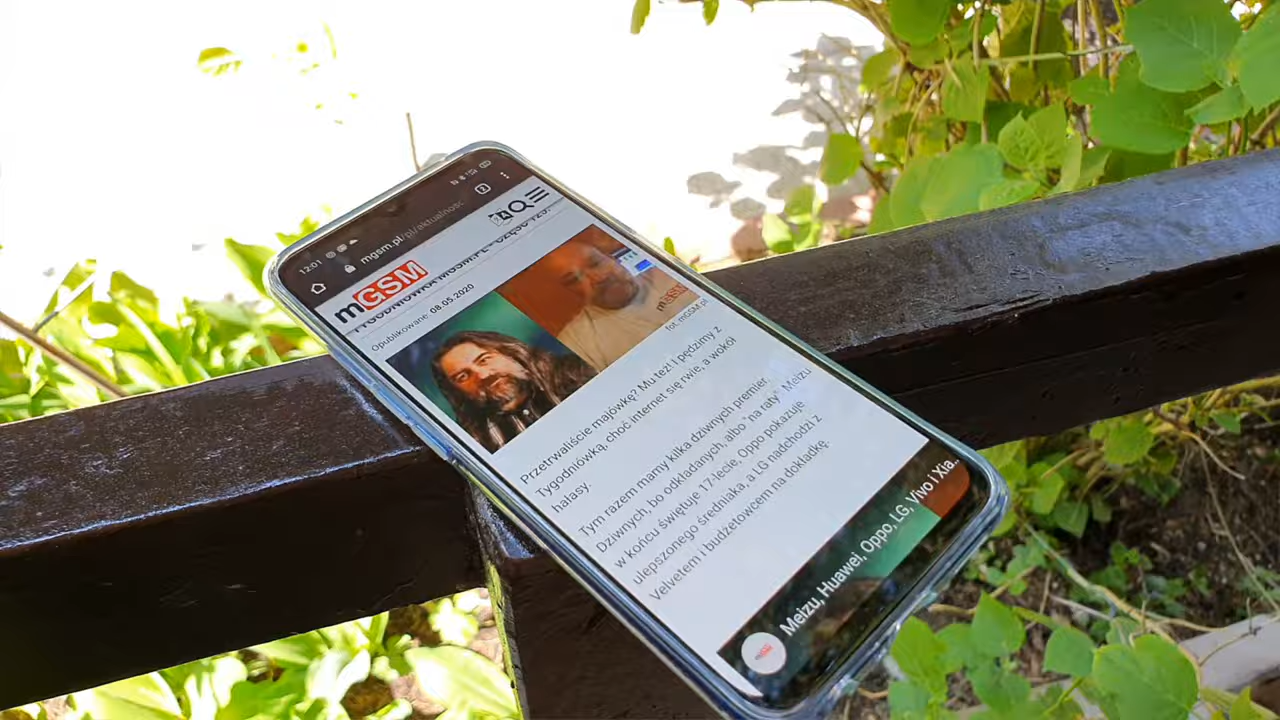 12:01
mgsm.pl/pl/aktualnosc
mGSM
Opublikowane: 08.05.2020
mGSM
fot. mGSM.pl
Przetrwaliście majówkę? My też! I pędzimy z
Tygodniówką, choć internet się rwie, a wokół
hałasy.
Tym razem mamy kilka dziwnych premier.
Dziwnych, bo odkładanych, albo "na raty". Meizu
w końcu świętuje 17-lecie, Oppo pokazuje
ulepszonego średniaka, a LG nadchodzi z
Velvetem i budżetowcem na dokładkę.
Meizu, Huawei, Oppo, LG, Vivo i Xia...